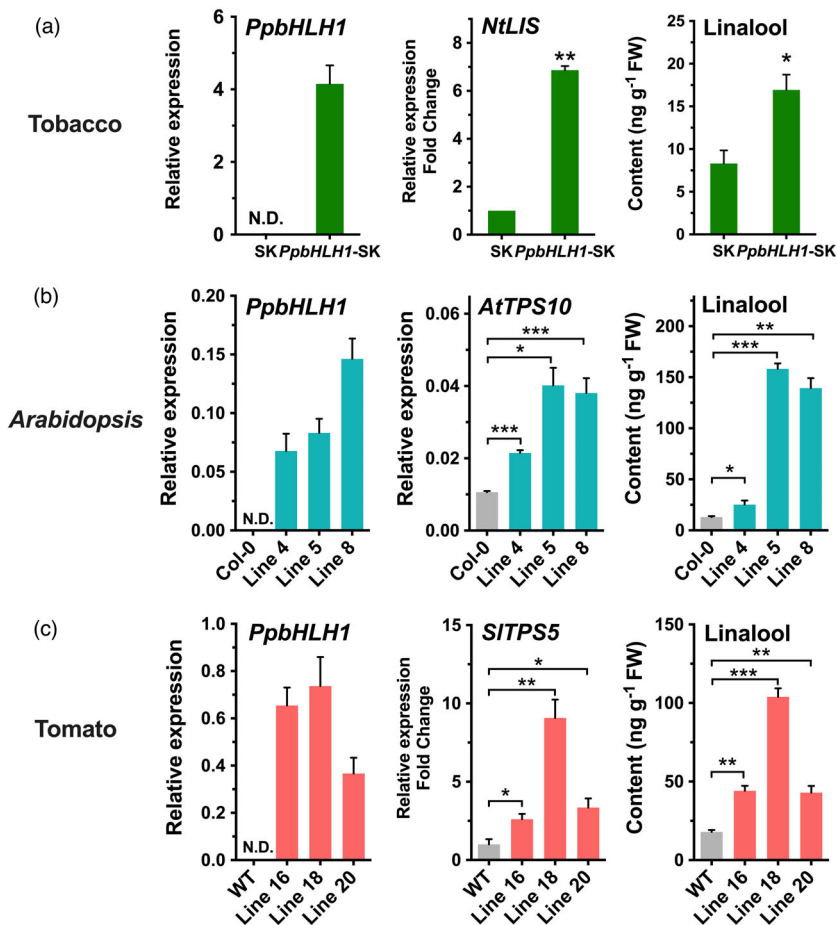 (a)
Tobacco
PpbHLH1
Relative expression
6
4
2
0
N.D.
SK
PpbHLH1-SK
NtLIS
Relative expression
Fold Change
8
7
6
4
2
1
0
**
SK
PpbHLH1-SK
Linalool
Content (ng g-1 FW)
25
20
15
10
5
0
*
SK
PpbHLH1-SK
(b)
Arabidopsis
PpbHLH1
Relative expression
0.20
0.15
0.10
0.05
0.00
N.D.
Col-0
Line 4
Line 5
Line 8
AtTPS10
Relative expression
0.06
0.04
0.02
0.00
***
*
***
Col-0
Line 4
Line 5
Line 8
Linalool
Content (ng g-1 FW)
200
150
100
50
25
0
**
***
*
Col-0
Line 4
Line 5
Line 8
(c)
Tomato
PpbHLH1
Relative expression
1.0
0.8
0.6
0.4
0.2
0.0
N.D.
WT
Line 16
Line 18
Line 20
SlTPS5
Relative expression
Fold Change
15
10
5
0
*
**
*
WT
Line 16
Line 18
Line 20
Linalool
Content (ng g-1 FW)
150
100
50
0
**
***
**
WT
Line 16
Line 18
Line 20